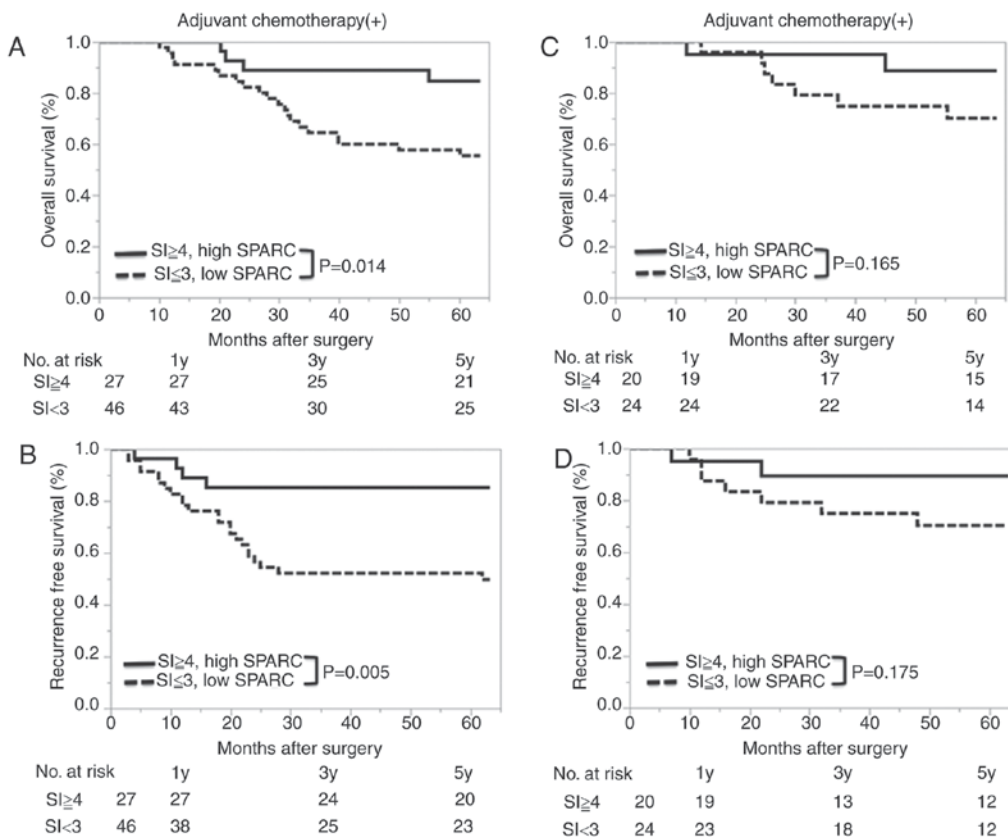 Adjuvant chemotherapy(+)
A
1.0
0.8
0.6
0.4
0.2
0.0
Overall survival (%)
SI≧4, high SPARC
SI≦3, low SPARC
P=0.014
0 10 20 30 40 50 60
Months after surgery
No. at risk 1y 3y 5y
SI≧4 27 27 25 21
SI<3 46 43 30 25
Adjuvant chemotherapy(+)
C
1.0
0.8
0.6
0.4
0.2
0.0
Overall survival (%)
SI≧4, high SPARC
SI≦3, low SPARC
P=0.165
0 10 20 30 40 50 60
Months after surgery
No. at risk 1y 3y 5y
SI≧4 20 19 17 15
SI<3 24 24 22 14
B
1.0
0.8
0.6
0.4
0.2
0.0
Recurrence free survival (%)
SI≧4, high SPARC
SI≦3, low SPARC
P=0.005
0 10 20 30 40 50 60
Months after surgery
No. at risk 1y 3y 5y
SI≧4 27 27 24 20
SI<3 46 38 25 23
D
1.0
0.8
0.6
0.4
0.2
0.0
Recurrence free survival (%)
SI≧4, high SPARC
SI≦3, low SPARC
P=0.175
0 10 20 30 40 50 60
Months after surgery
No. at risk 1y 3y 5y
SI≧4 20 19 13 12
SI<3 24 23 18 12